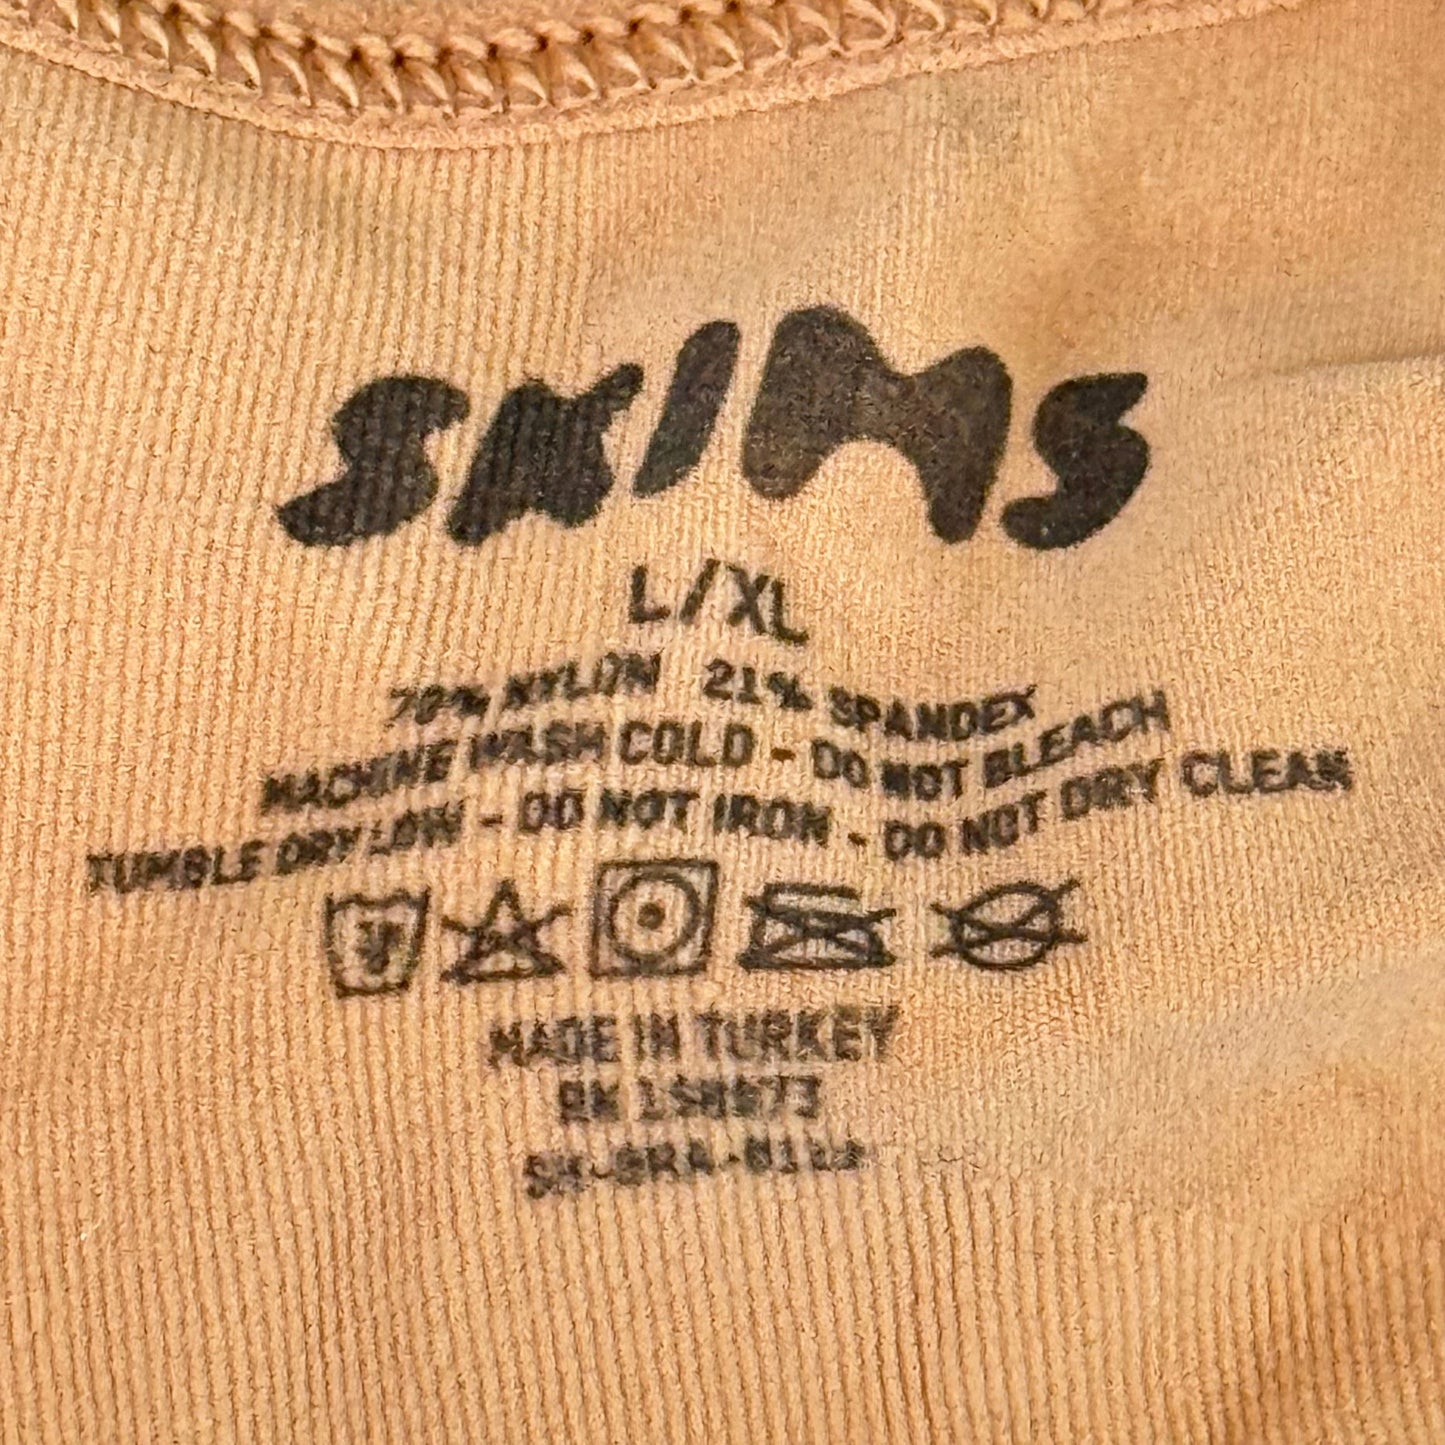 SKIMS
L/XL
NYLON 21% SPANDEX
MACHINE WASH COLD - DO NOT BLEACH
TUMBLE DRY LOW - DO NOT IRON - DO NOT DRY CLEAN
MADE IN TURKEY